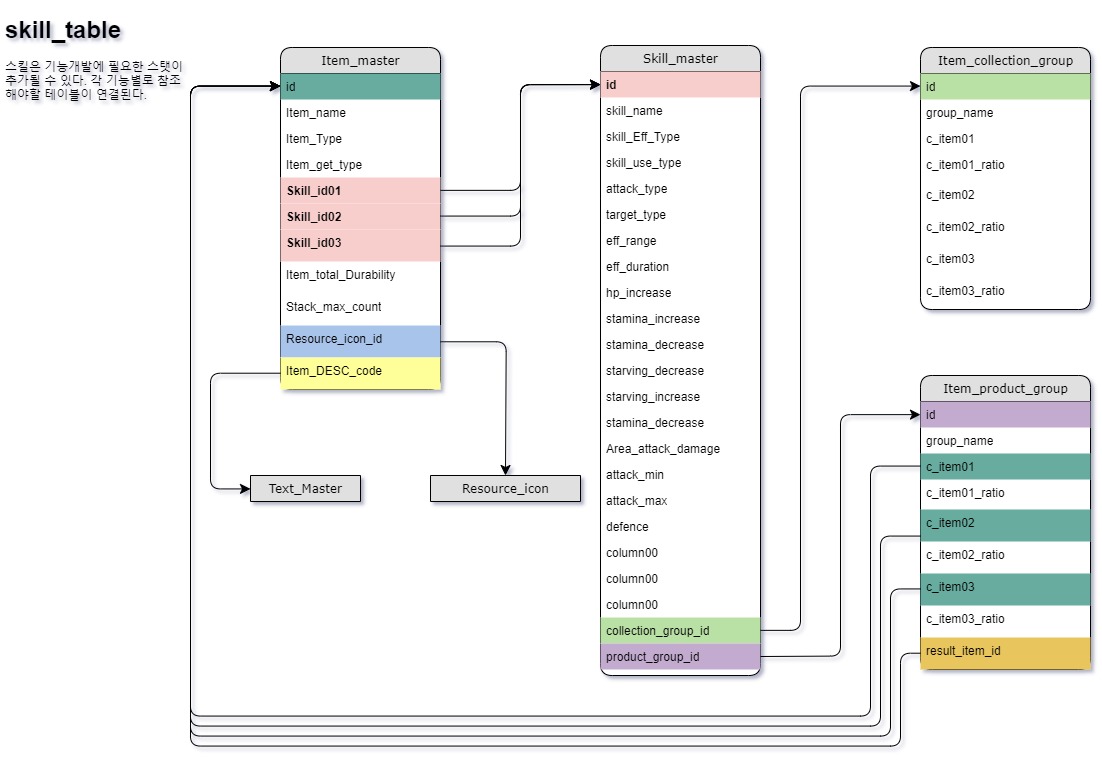 skill_table
스킬은 기능개발에 필요한 스탯이
추가될 수 있다. 각 기능별로 참조
해야할 테이블이 연결된다.
Item_master
id
Item_name
Item_Type
Item_get_type
Skill_id01
Skill_id02
Skill_id03
Item_total_Durability
Stack_max_count
Resource_icon_id
Item_DESC_code
Text_Master
Resource_icon
Skill_master
id
skill_name
skill_Eff_Type
skill_use_type
attack_type
target_type
eff_range
eff_duration
hp_increase
stamina_increase
stamina_decrease
starving_decrease
starving_increase
stamina_decrease
Area_attack_damage
attack_min
attack_max
defence
column00
column00
column00
collection_group_id
product_group_id
Item_collection_group
id
group_name
c_item01
c_item01_ratio
c_item02
c_item02_ratio
c_item03
c_item03_ratio
Item_product_group
id
group_name
c_item01
c_item01_ratio
c_item02
c_item02_ratio
c_item03
c_item03_ratio
result_item_id